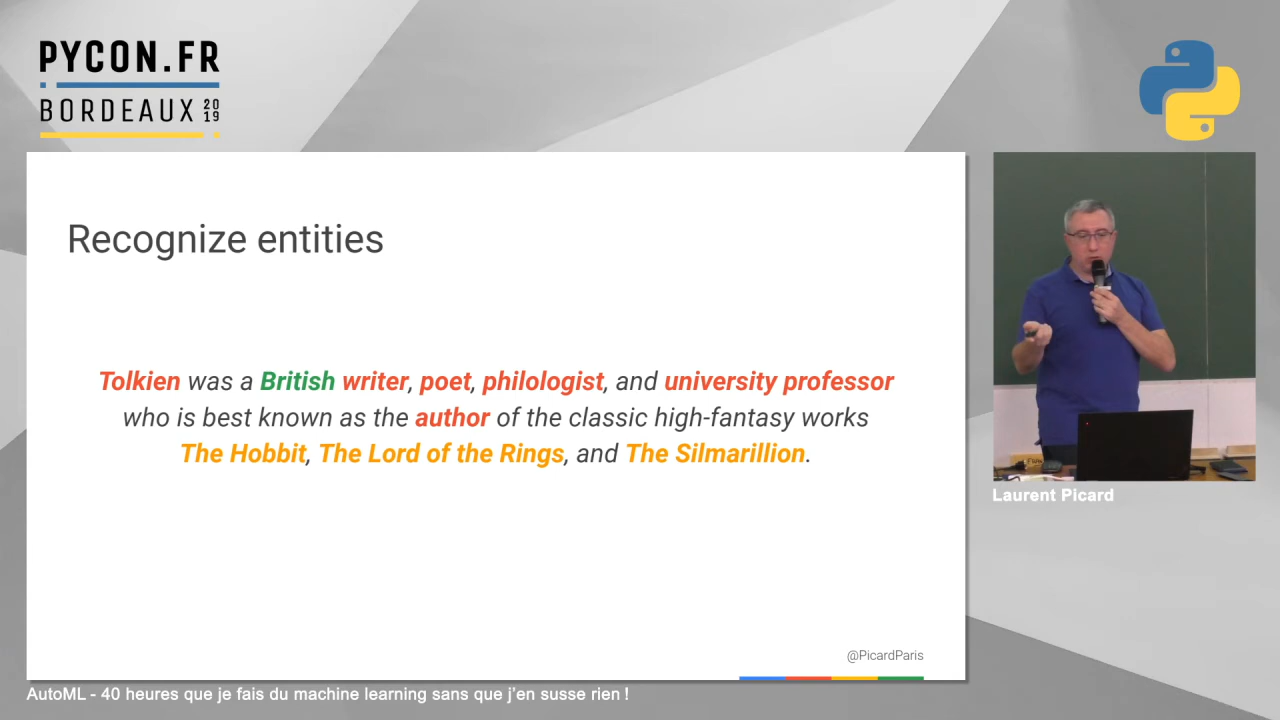 PYCON.FR
BORDEAUX 2019
Recognize entities
Tolkien was a British writer, poet, philologist, and university professor
who is best known as the author of the classic high-fantasy works
The Hobbit, The Lord of the Rings, and The Silmarillion.
@PicardParis
Laurent Picard
AutoML - 40 heures que je fais du machine learning sans que j'en susse rien !